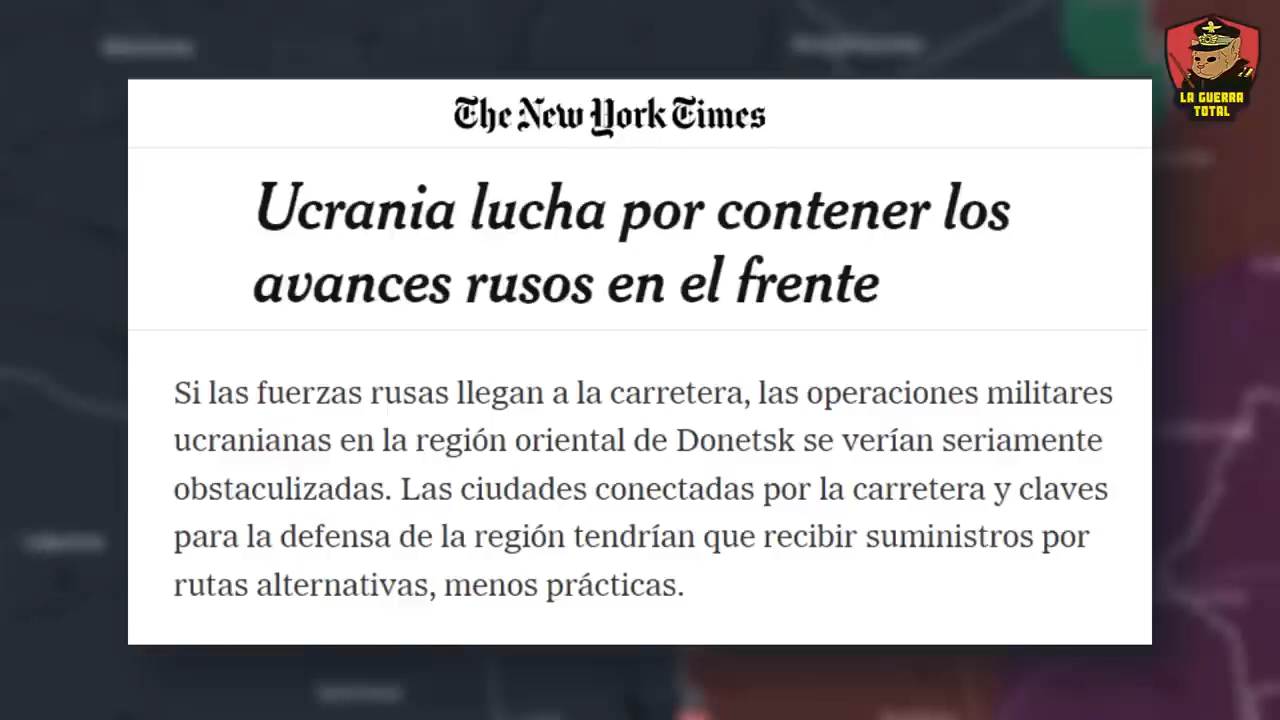 The New York Times
LA GUERRA
TOTAL
Ucrania lucha por contener los
avances rusos en el frente
Si las fuerzas rusas llegan a la carretera, las operaciones militares
ucranianas en la región oriental de Donetsk se verían seriamente
obstaculizadas. Las ciudades conectadas por la carretera y claves
para la defensa de la región tendrían que recibir suministros por
rutas alternativas, menos prácticas.